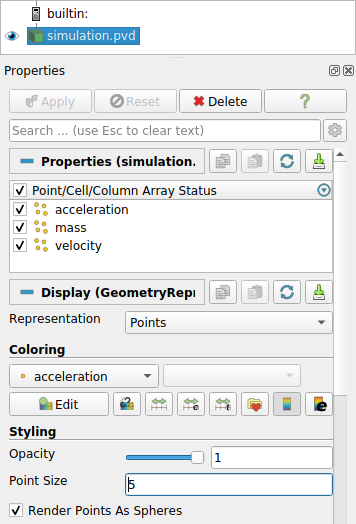 builtin:
simulation.pvd
Properties
Apply Reset Delete ?
Search ... (use Esc to clear text)
Properties (simulation.
Point/Cell/Column Array Status
acceleration
mass
velocity
Display (GeometryRepr
Representation Points
Coloring
acceleration
Edit
Styling
Opacity 1
Point Size 5
Render Points As Spheres